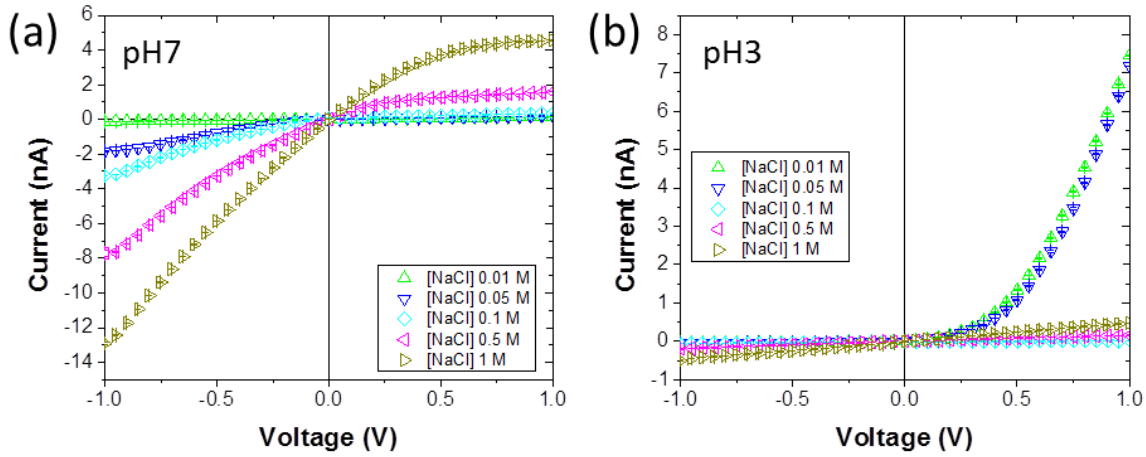 (a)
pH7
6
4
2
0
-2
-4
-6
-8
-10
-12
-14
Current (nA)
[NaCl] 0.01 M
[NaCl] 0.05 M
[NaCl] 0.1 M
[NaCl] 0.5 M
[NaCl] 1 M
-1.0 -0.5 0.0 0.5 1.0
Voltage (V)
(b)
pH3
8
7
6
5
4
3
2
1
0
-1
Current (nA)
[NaCl] 0.01 M
[NaCl] 0.05 M
[NaCl] 0.1 M
[NaCl] 0.5 M
[NaCl] 1 M
-1.0 -0.5 0.0 0.5 1.0
Voltage (V)